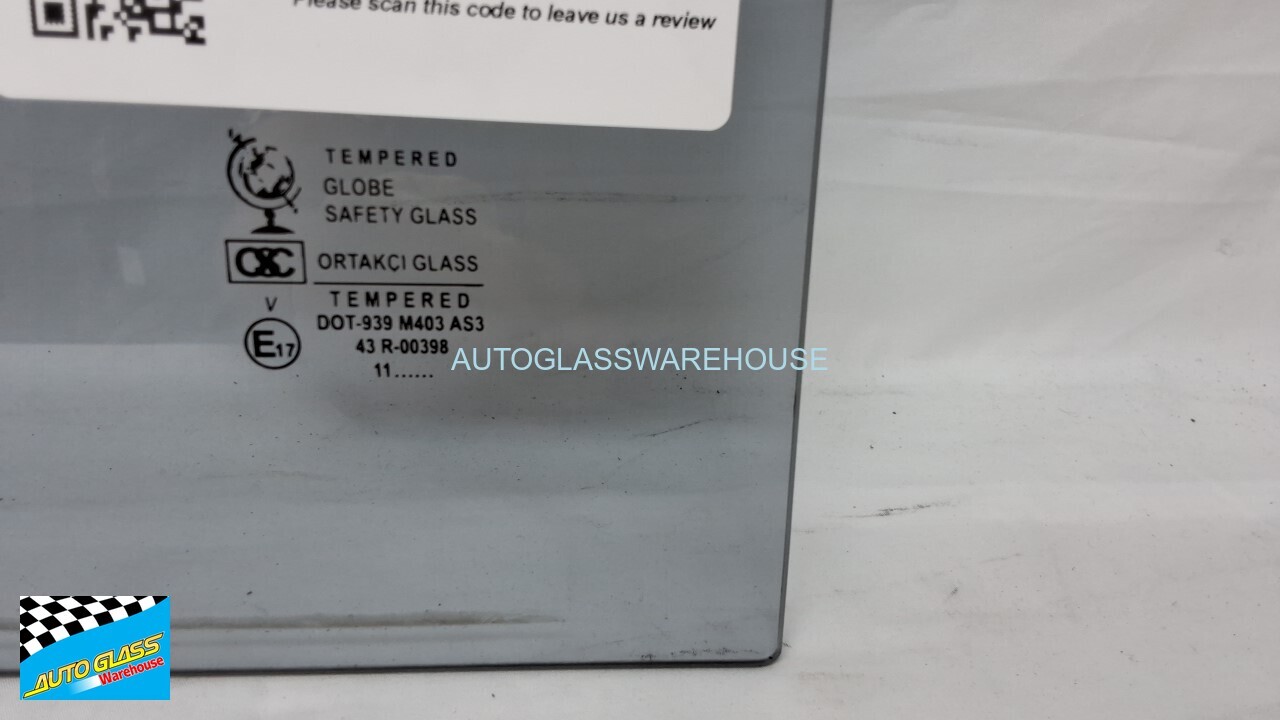 Please scan this code to leave us a review
TEMPERED
GLOBE
SAFETY GLASS
ORTAKÇI GLASS
V
TEMPERED
DOT-939 M403 AS3
E17
43 R-00398
11......
AUTOGLASSWAREHOUSE
AUTO GLASS
Warehouse